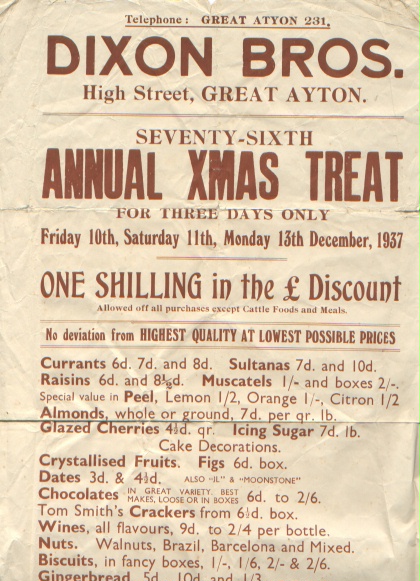 Telephone: GREAT ATYON 231.
DIXON BROS.
High Street, GREAT AYTON.
SEVENTY-SIXTH
ANNUAL XMAS TREAT
FOR THREE DAYS ONLY
Friday 10th, Saturday 11th, Monday 13th December, 1937
ONE SHILLING in the £ Discount
Allowed off all purchases except Cattle Foods and Meals.
No deviation from HIGHEST QUALITY AT LOWEST POSSIBLE PRICES
Currants 6d. 7d. and 8d. Sultanas 7d. and 10d.
Raisins 6d. and 8½d. Muscatels 1/- and boxes 2/-.
Special value in Peel, Lemon 1/2, Orange 1/-, Citron 1/2
Almonds, whole or ground, 7d. per qr. lb.
Glazed Cherries 4½d. qr. Icing Sugar 7d. lb.
Cake Decorations.
Crystallised Fruits. Figs 6d. box.
Dates 3d. & 4½d. ALSO "JL" & "MOONSTONE"
Chocolates IN GREAT VARIETY. BEST MAKES, LOOSE OR IN BOXES 6d. to 2/6.
Tom Smith's Crackers from 6½d. box.
Wines, all flavours, 9d. to 2/4 per bottle.
Nuts. Walnuts, Brazil, Barcelona and Mixed.
Biscuits, in fancy boxes, 1/-, 1/6, 2/- & 2/6.
Gingerbread 5d. 10d. and 1/3